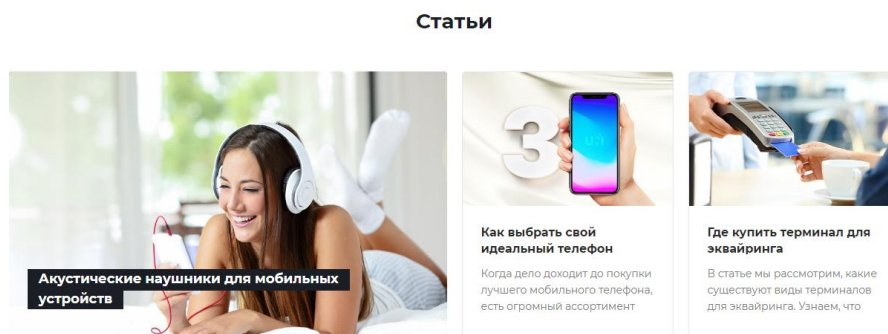 Статьи
Акустические наушники для мобильных
устройств
3
Как выбрать свой
идеальный телефон
Когда дело доходит до покупки
лучшего мобильного телефона,
есть огромный ассортимент
Где купить терминал для
эквайринга
В статье мы рассмотрим, какие
существуют виды терминалов
для эквайринга. Узнаем, что